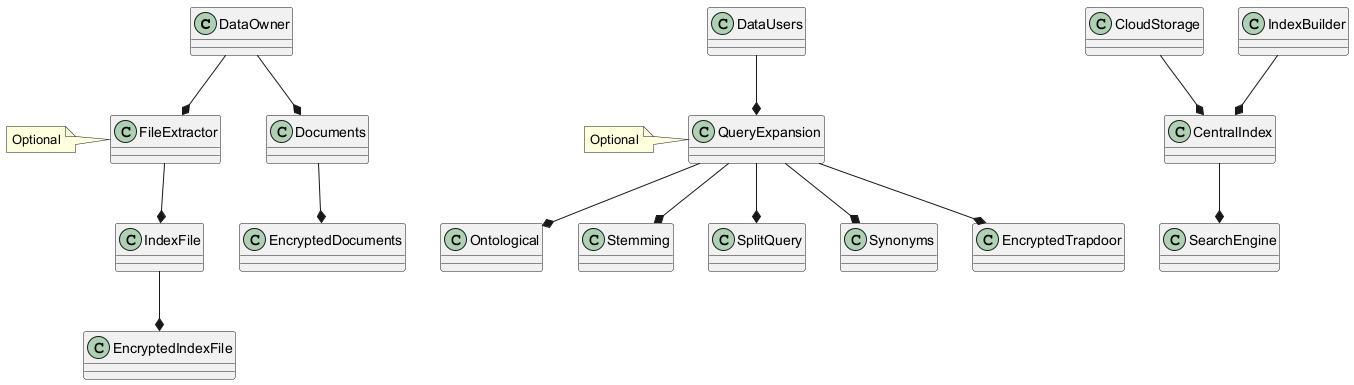 C DataOwner
C DataUsers
C CloudStorage
C IndexBuilder
Optional
C FileExtractor
C Documents
Optional
C QueryExpansion
C CentralIndex
C IndexFile
C EncryptedDocuments
C Ontological
C Stemming
C SplitQuery
C Synonyms
C EncryptedTrapdoor
C SearchEngine
C EncryptedIndexFile